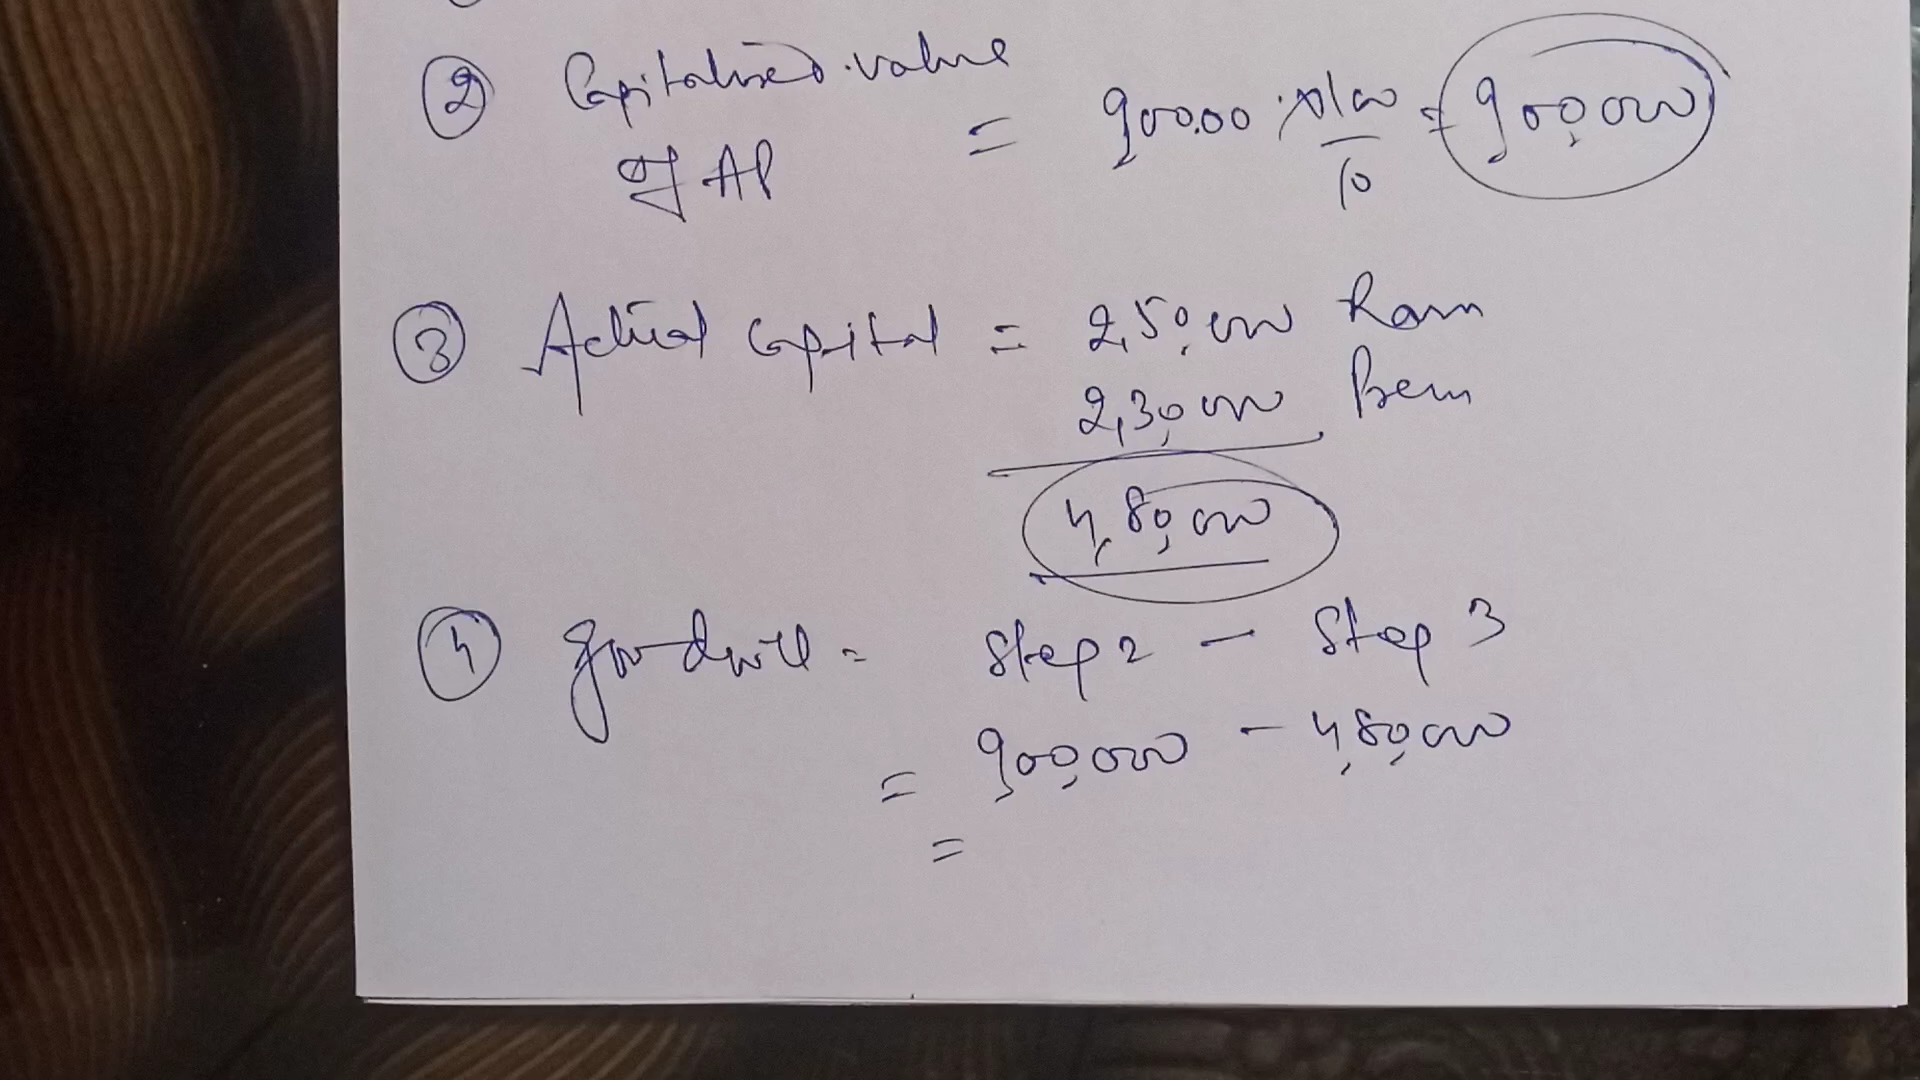 ② Capitalised value
of AP = 90000 x 100/10 = 900,000
③ Actual Capital = 2,50,000 Ram
2,30,000 Prem
4,80,000
④ goodwill = Step 2 - Step 3
= 900,000 - 4,80,000
=